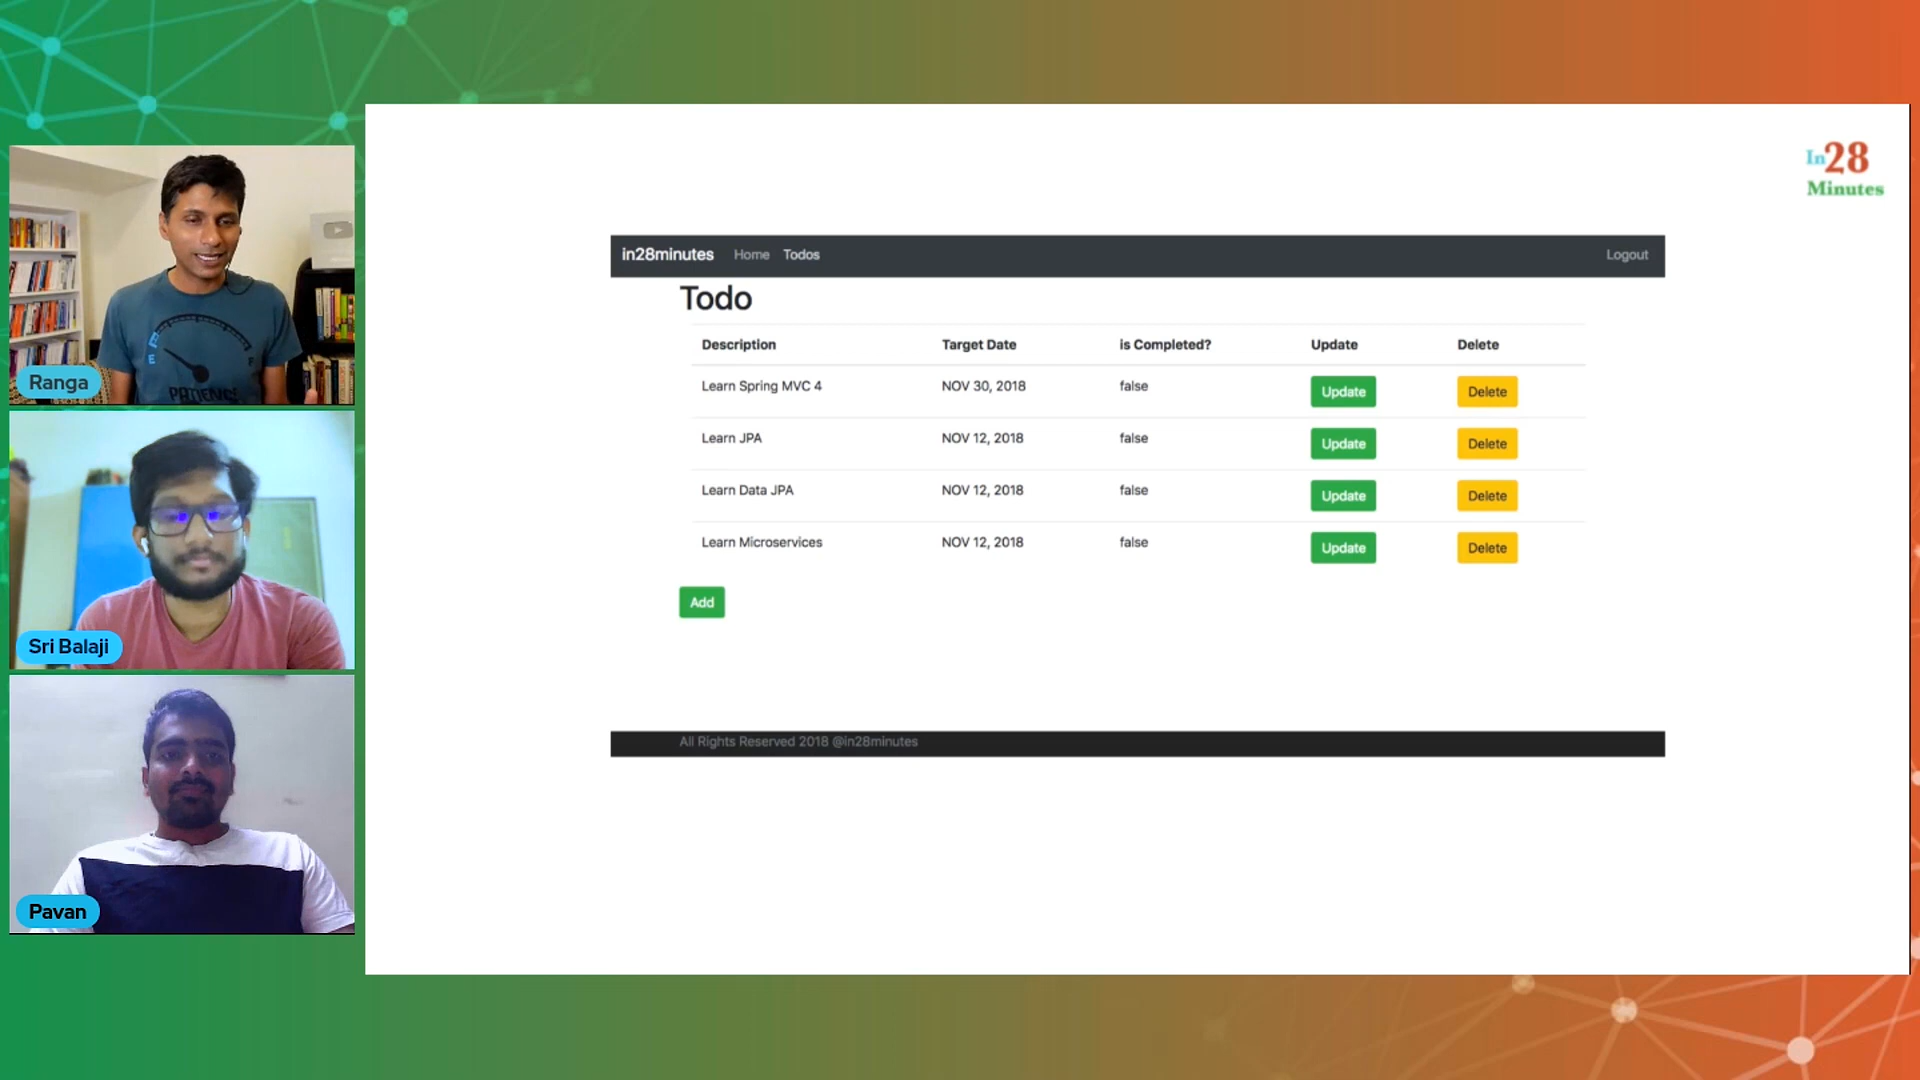 In28
Minutes
in28minutes Home Todos Logout
Todo
Description Target Date is Completed? Update Delete
Learn Spring MVC 4 NOV 30, 2018 false Update Delete
Learn JPA NOV 12, 2018 false Update Delete
Learn Data JPA NOV 12, 2018 false Update Delete
Learn Microservices NOV 12, 2018 false Update Delete
Add
All Rights Reserved 2018 @in28minutes
E F
PATIENCE
Ranga
Sri Balaji
Pavan